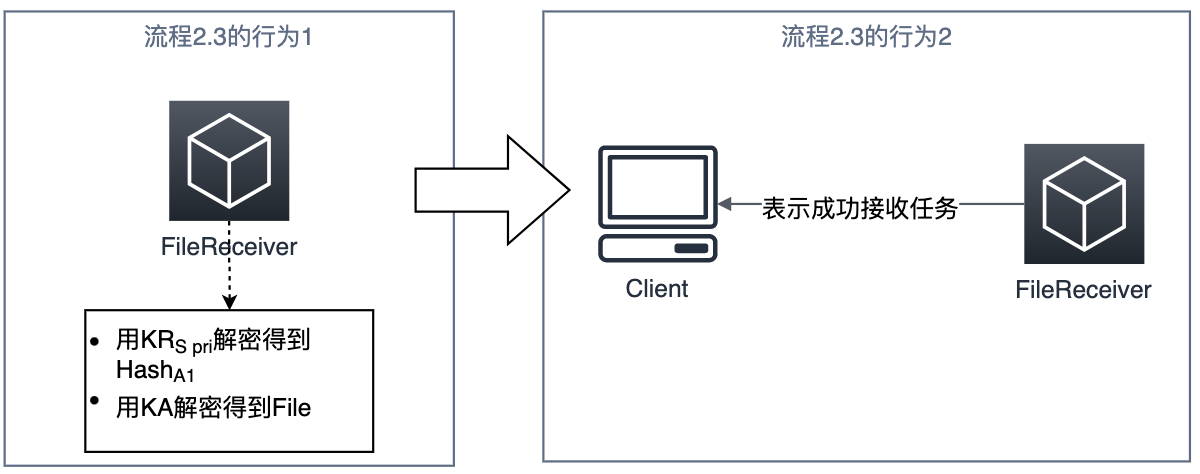 流程2.3的行为1
FileReceiver
用KRS pri解密得到
HashA1
用KA解密得到File
流程2.3的行为2
表示成功接收任务
Client
FileReceiver